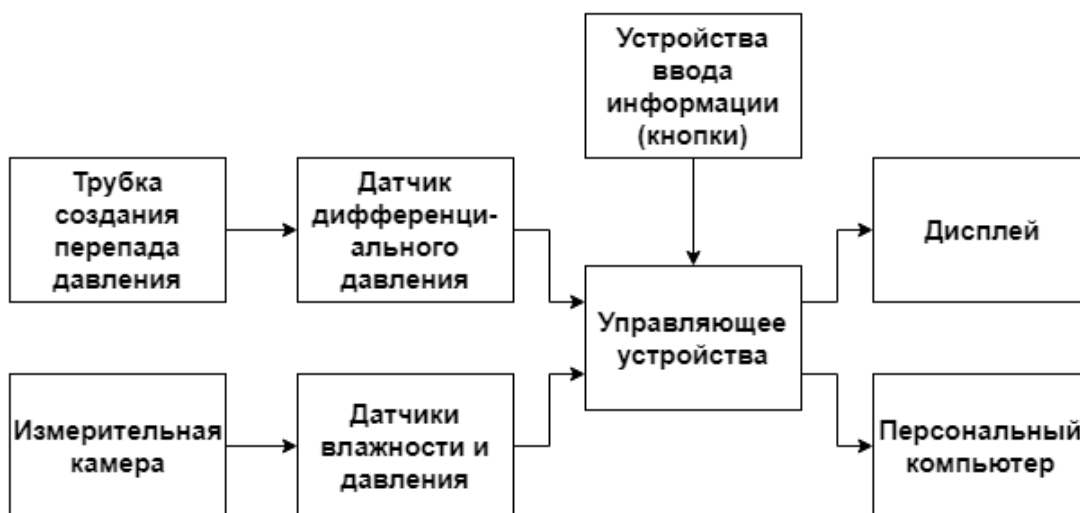 Устройства
ввода
информации
(кнопки)
Трубка
создания
перепада
давления
Датчик
дифференци-
ального
давления
Дисплей
Управляющее
устройства
Измерительная
камера
Датчики
влажности и
давления
Персональный
компьютер